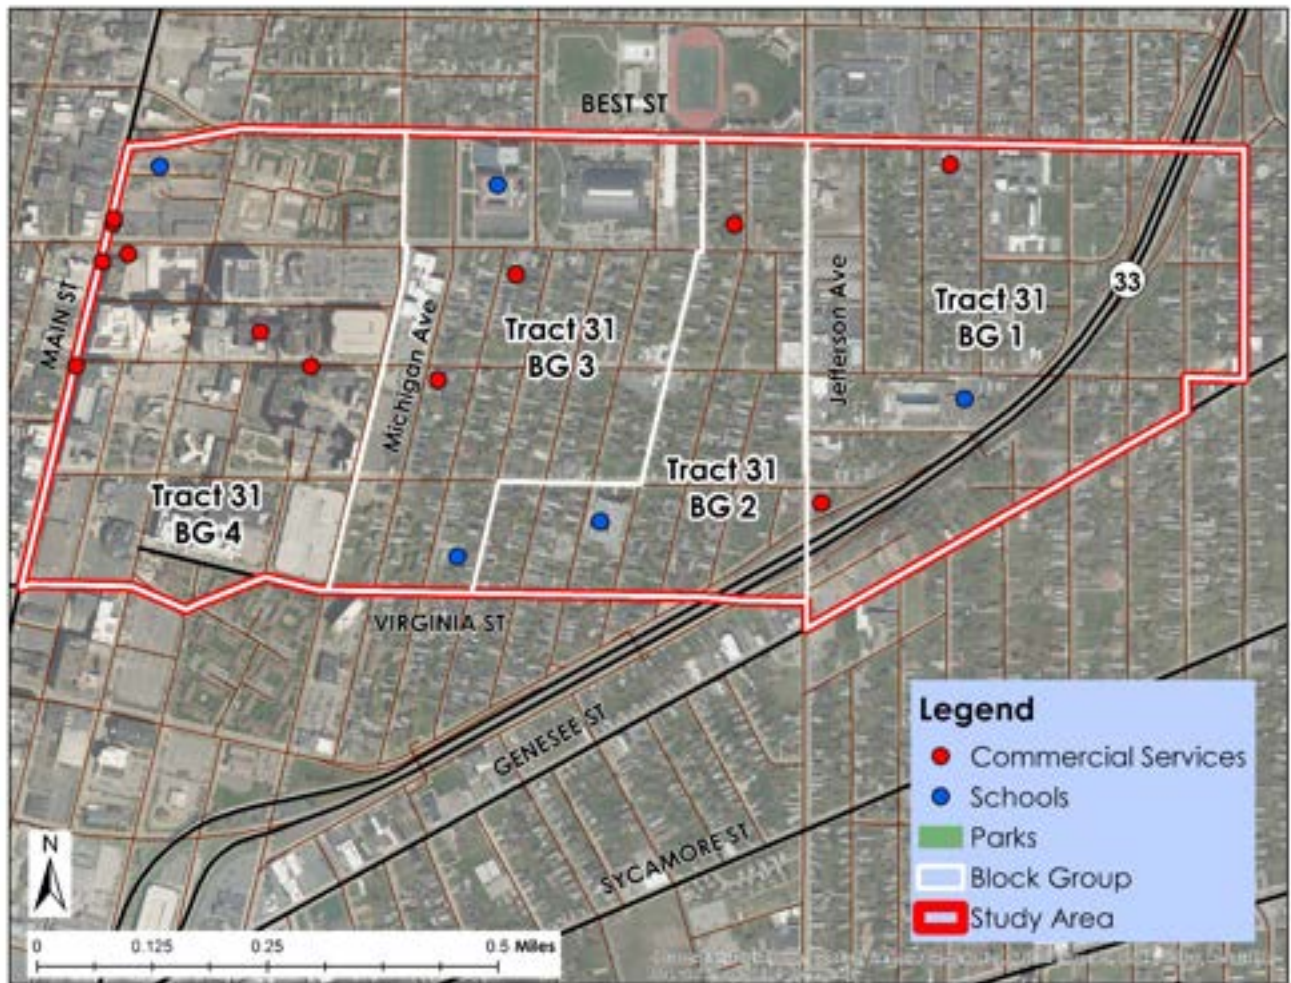 BEST ST
33
MAIN ST
Michigan Ave
Jefferson Ave
Tract 31
BG 3
Tract 31
BG 1
Tract 31
BG 4
Tract 31
BG 2
VIRGINIA ST
GENESEE ST
SYCAMORE ST
Legend
Commercial Services
Schools
Parks
Block Group
Study Area
N
0 0.125 0.25 0.5 Miles